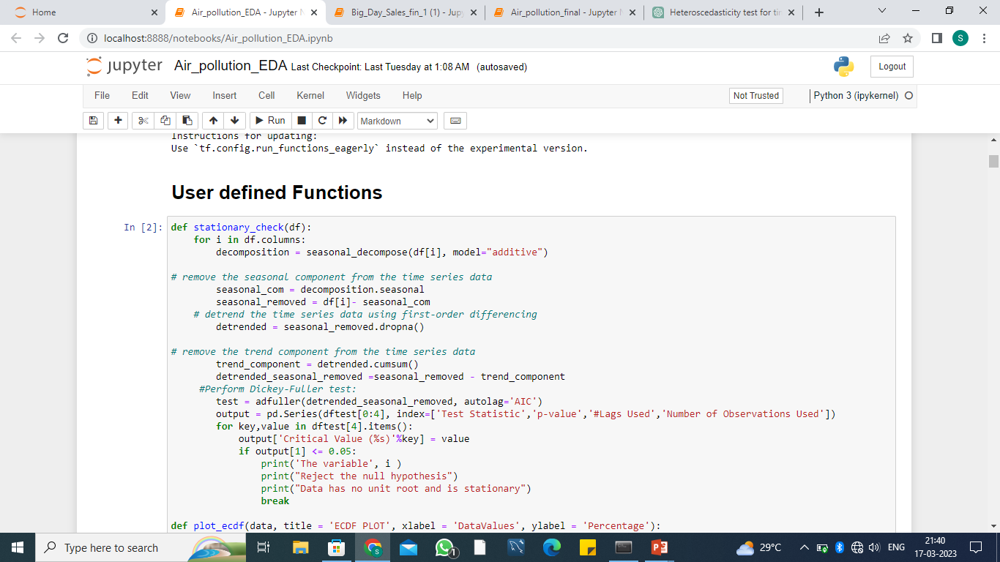 Home
Air_pollution_EDA - Jupyter N
Big_Day_Sales_fin_1 (1) - Jup
Air_pollution_final - Jupyter
Heteroscedasticity test for ti
localhost:8888/notebooks/Air_pollution_EDA.ipynb
S
jupyter Air_pollution_EDA Last Checkpoint: Last Tuesday at 1:08 AM (autosaved)
Logout
File Edit View Insert Cell Kernel Widgets Help
Not Trusted
Python 3 (ipykernel)
Run
Markdown
Instructions for updating:
Use `tf.config.run_functions_eagerly` instead of the experimental version.
User defined Functions
In [2]:
def stationary_check(df):
    for i in df.columns:
        decomposition = seasonal_decompose(df[i], model="additive")
# remove the seasonal component from the time series data
        seasonal_com = decomposition.seasonal
        seasonal_removed = df[i]- seasonal_com
    # detrend the time series data using first-order differencing
        detrended = seasonal_removed.dropna()
# remove the trend component from the time series data
        trend_component = detrended.cumsum()
        detrended_seasonal_removed =seasonal_removed - trend_component
     #Perform Dickey-Fuller test:
        test = adfuller(detrended_seasonal_removed, autolag='AIC')
        output = pd.Series(dftest[0:4], index=['Test Statistic','p-value','#Lags Used','Number of Observations Used'])
        for key,value in dftest[4].items():
            output['Critical Value (%s)'%key] = value
            if output[1] <= 0.05:
                print('The variable', i )
                print("Reject the null hypothesis")
                print("Data has no unit root and is stationary")
                break
def plot_ecdf(data, title = 'ECDF PLOT', xlabel = 'DataValues', ylabel = 'Percentage'):
Type here to search
1
29°C
ENG
21:40
17-03-2023